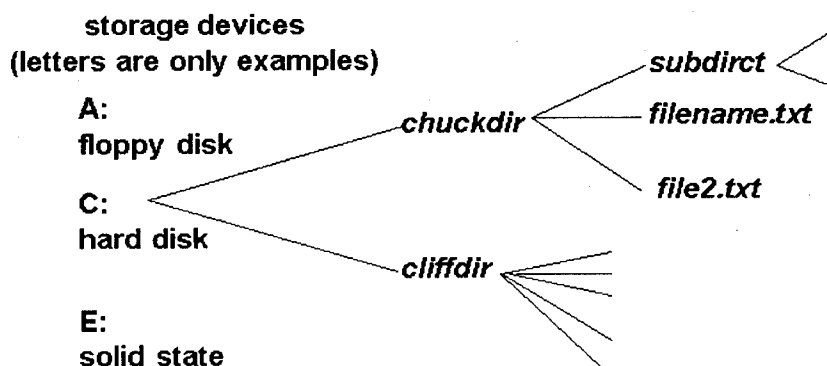 storage devices
(letters are only examples)
A:
floppy disk
C:
hard disk
E:
solid state
chuckdir
cliffdir
subdirct
filename.txt
file2.txt